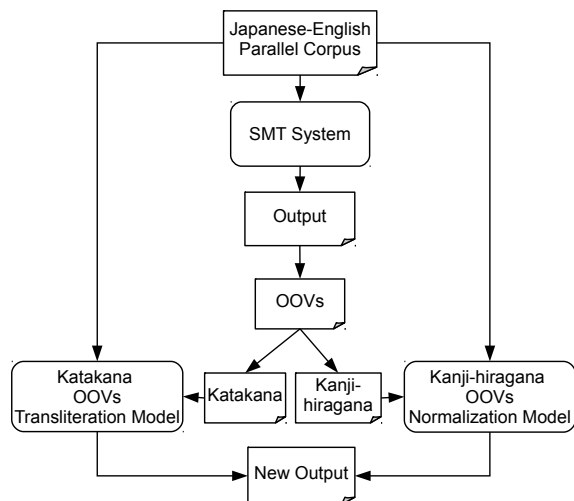 Japanese-English
Parallel Corpus
SMT System
Output
OOVs
Katakana
OOVs
Transliteration Model
Katakana
Kanji-
hiragana
Kanji-hiragana
OOVs
Normalization Model
New Output